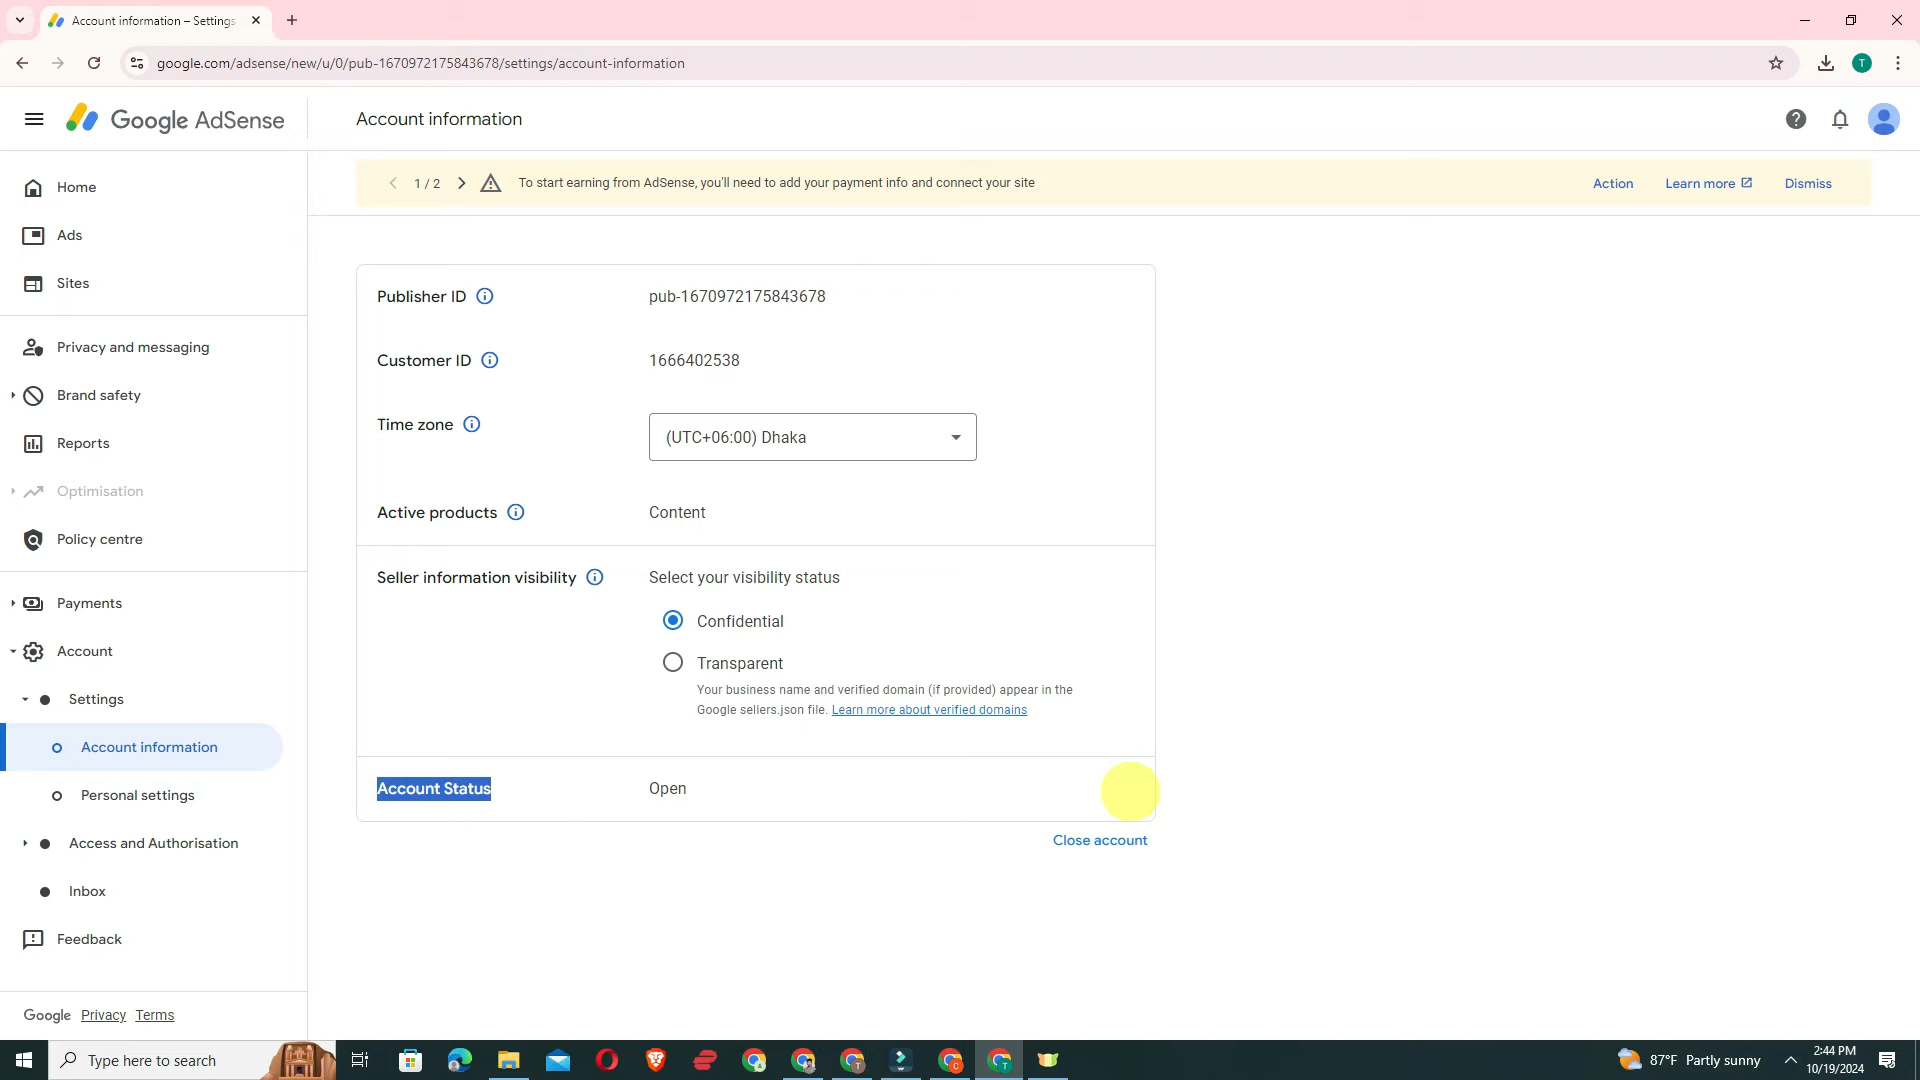 Account information – Settings
google.com/adsense/new/u/0/pub-1670972175843678/settings/account-information
T
Google AdSense
Account information
1 / 2
To start earning from AdSense, you'll need to add your payment info and connect your site
Action
Learn more
Dismiss
Home
Ads
Sites
Privacy and messaging
Brand safety
Reports
Optimisation
Policy centre
Payments
Account
Settings
Account information
Personal settings
Access and Authorisation
Inbox
Feedback
Google Privacy Terms
Publisher ID
pub-1670972175843678
Customer ID
1666402538
Time zone
(UTC+06:00) Dhaka
Active products
Content
Seller information visibility
Select your visibility status
Confidential
Transparent
Your business name and verified domain (if provided) appear in the
Google sellers.json file. Learn more about verified domains
Account Status
Open
Close account
Type here to search
87°F Partly sunny
2:44 PM
10/19/2024